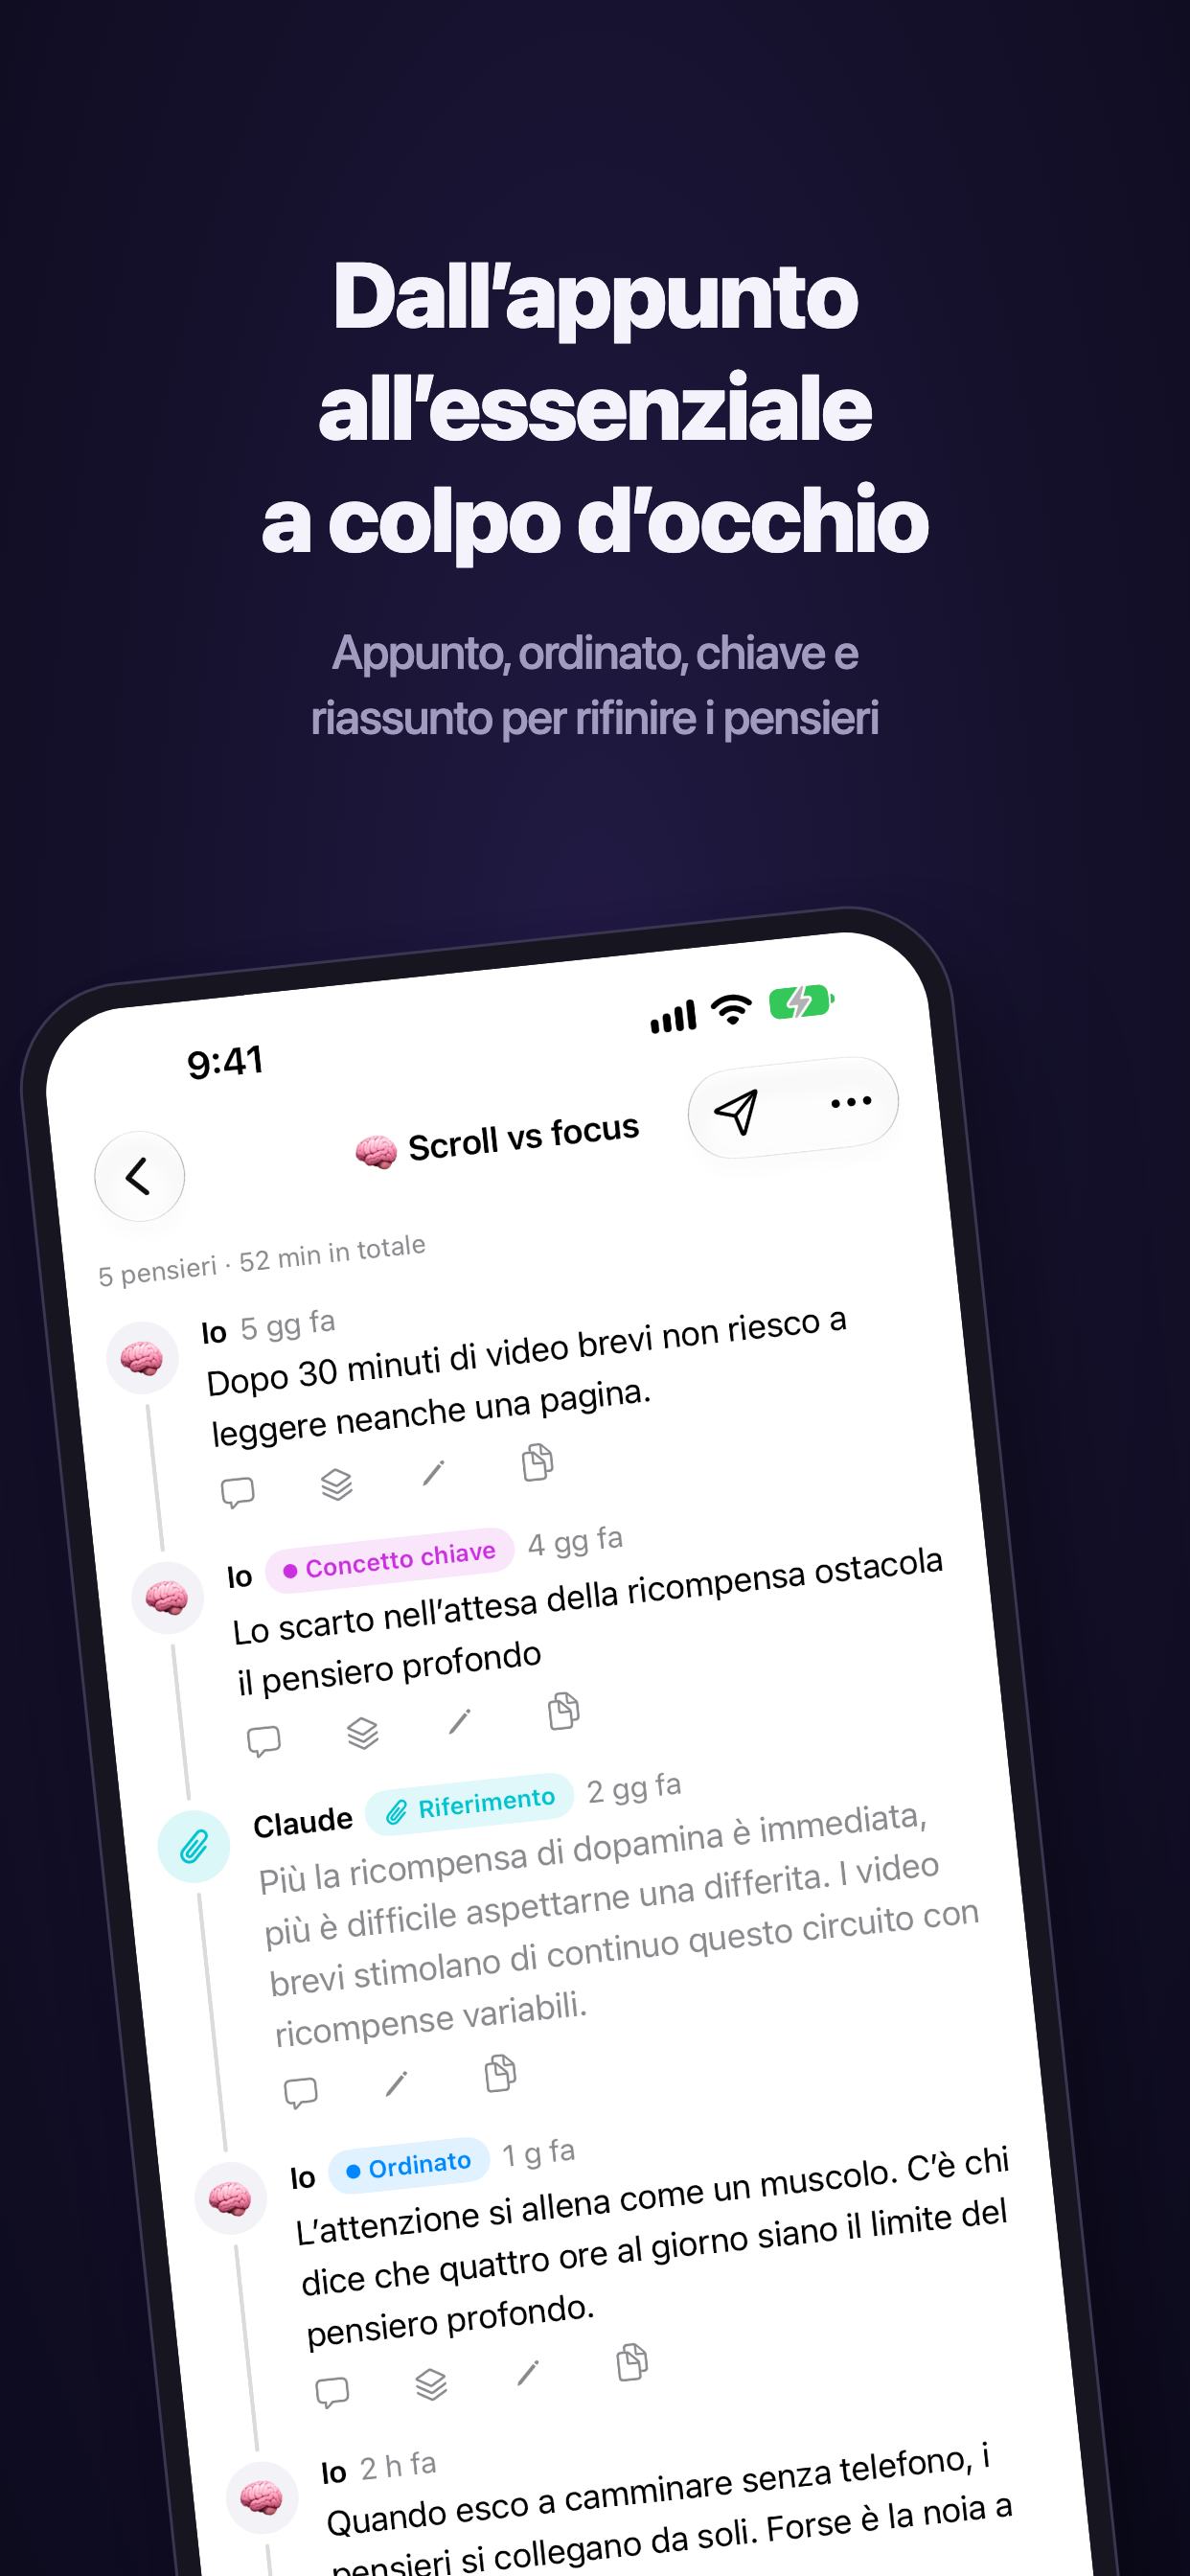 Dall’appunto
all’essenziale
a colpo d’occhio
Appunto, ordinato, chiave e
riassunto per rifinire i pensieri
9:41
Scroll vs focus
5 pensieri · 52 min in totale
Io 5 gg fa
Dopo 30 minuti di video brevi non riesco a
leggere neanche una pagina.
Io Concetto chiave 4 gg fa
Lo scarto nell’attesa della ricompensa ostacola
il pensiero profondo
Claude Riferimento 2 gg fa
Più la ricompensa di dopamina è immediata,
più è difficile aspettarne una differita. I video
brevi stimolano di continuo questo circuito con
ricompense variabili.
Io Ordinato 1 g fa
L’attenzione si allena come un muscolo. C’è chi
dice che quattro ore al giorno siano il limite del
pensiero profondo.
Io 2 h fa
Quando esco a camminare senza telefono, i
pensieri si collegano da soli. Forse è la noia a